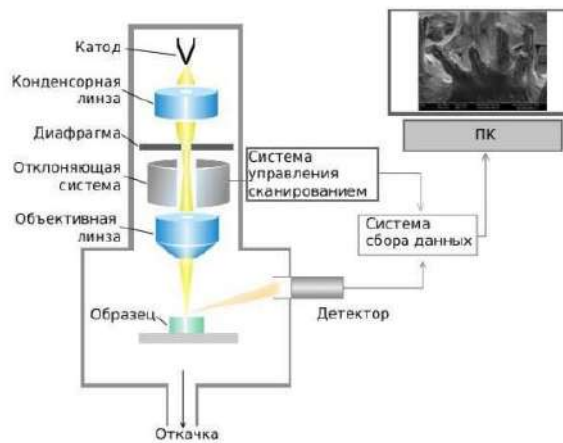 Катод
Конденсорная
линза
Диафрагма
Отклоняющая
система
Объективная
линза
Образец
Откачка
Система
управления
сканированием
Детектор
Система
сбора данных
ПК